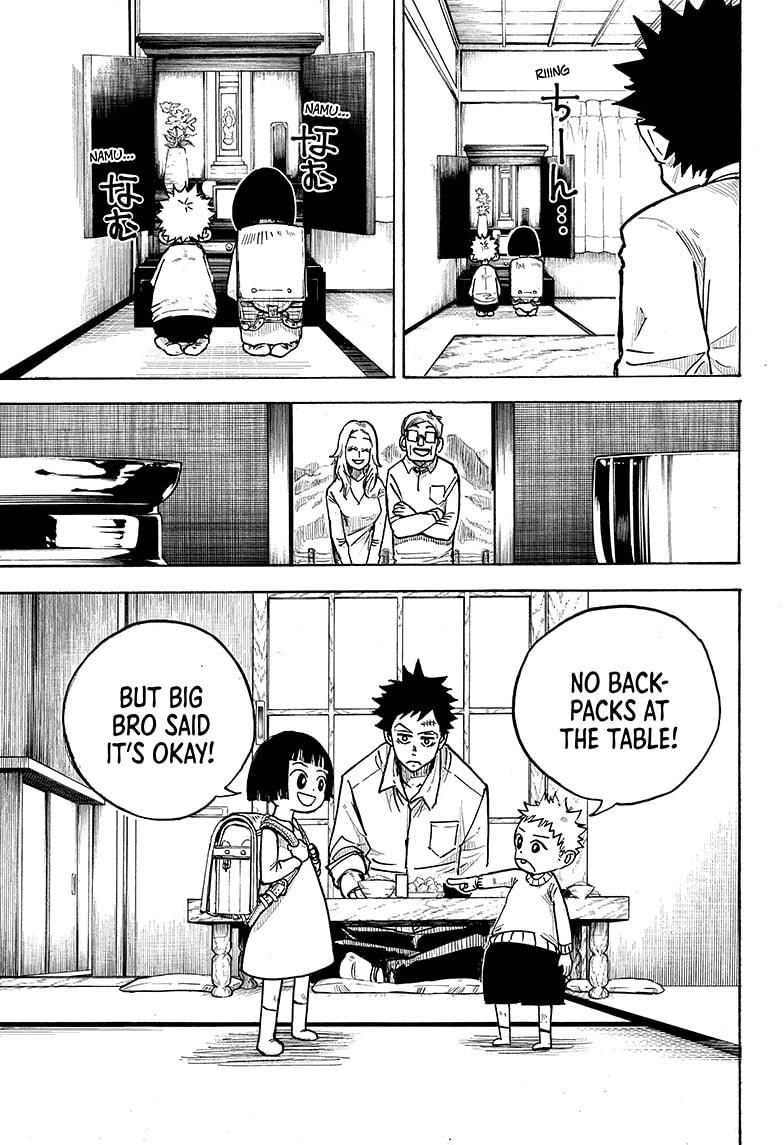 RIIING
ちーん…
NAMU...
なむ
NAMU...
なむ
NO BACK-
PACKS AT
THE TABLE!
BUT BIG
BRO SAID
IT'S OKAY!